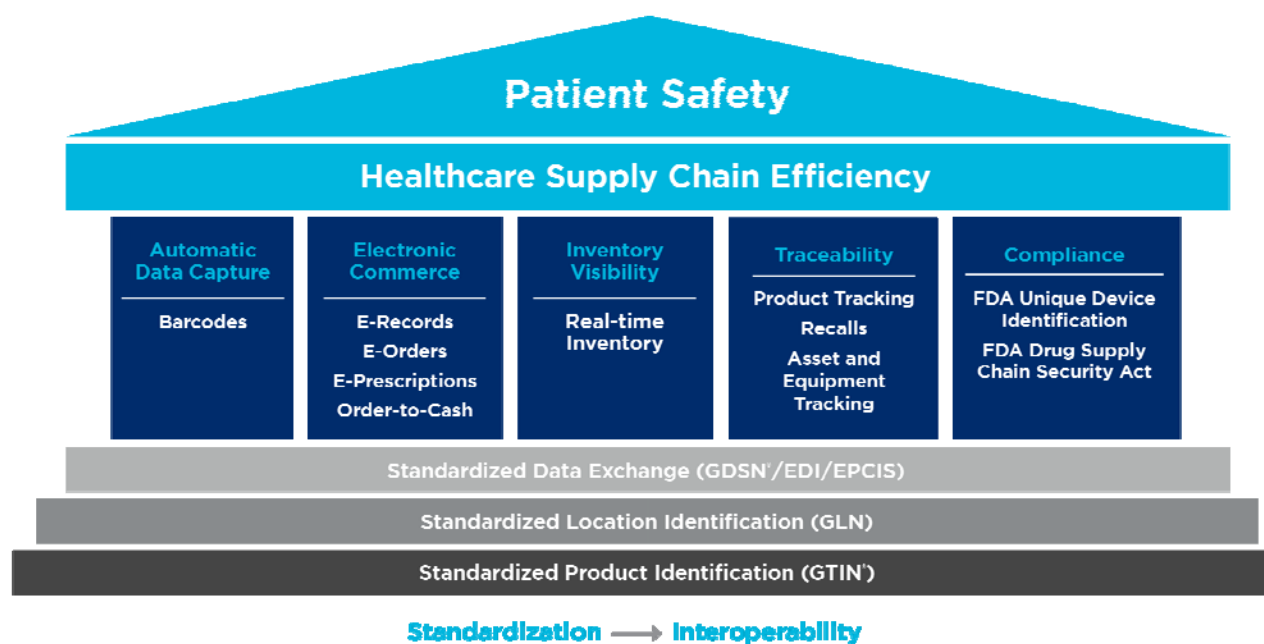 Patient Safety
Healthcare Supply Chain Efficiency
Automatic
Data Capture
Barcodes
Electronic
Commerce
E-Records
E-Orders
E-Prescriptions
Order-to-Cash
Inventory
Visibility
Real-time
Inventory
Traceability
Product Tracking
Recalls
Asset and
Equipment
Tracking
Compliance
FDA Unique Device
Identification
FDA Drug Supply
Chain Security Act
Standardized Data Exchange (GDSN®/EDI/EPCIS)
Standardized Location Identification (GLN)
Standardized Product Identification (GTIN®)
Standardization → Interoperability